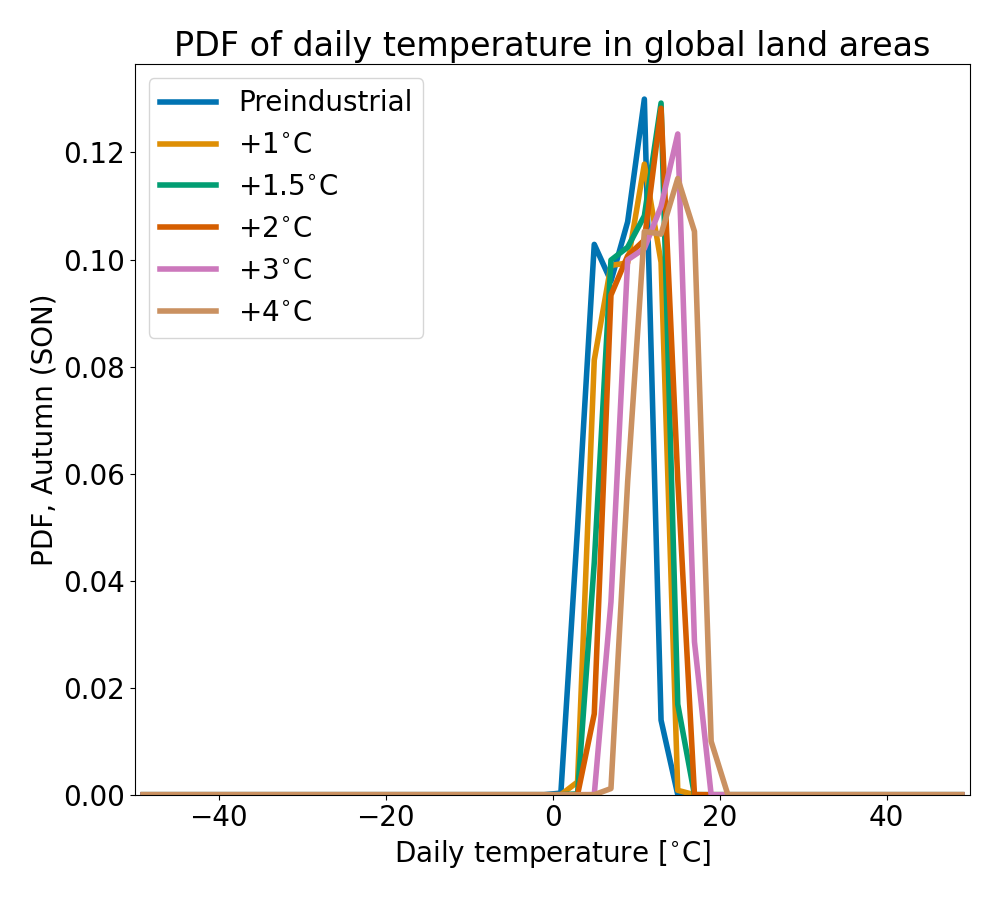 PDF of daily temperature in global land areas
Preindustrial
+1°C
+1.5°C
+2°C
+3°C
+4°C
PDF, Autumn (SON)
0.12
0.10
0.08
0.06
0.04
0.02
0.00
−40
−20
0
20
40
Daily temperature [°C]